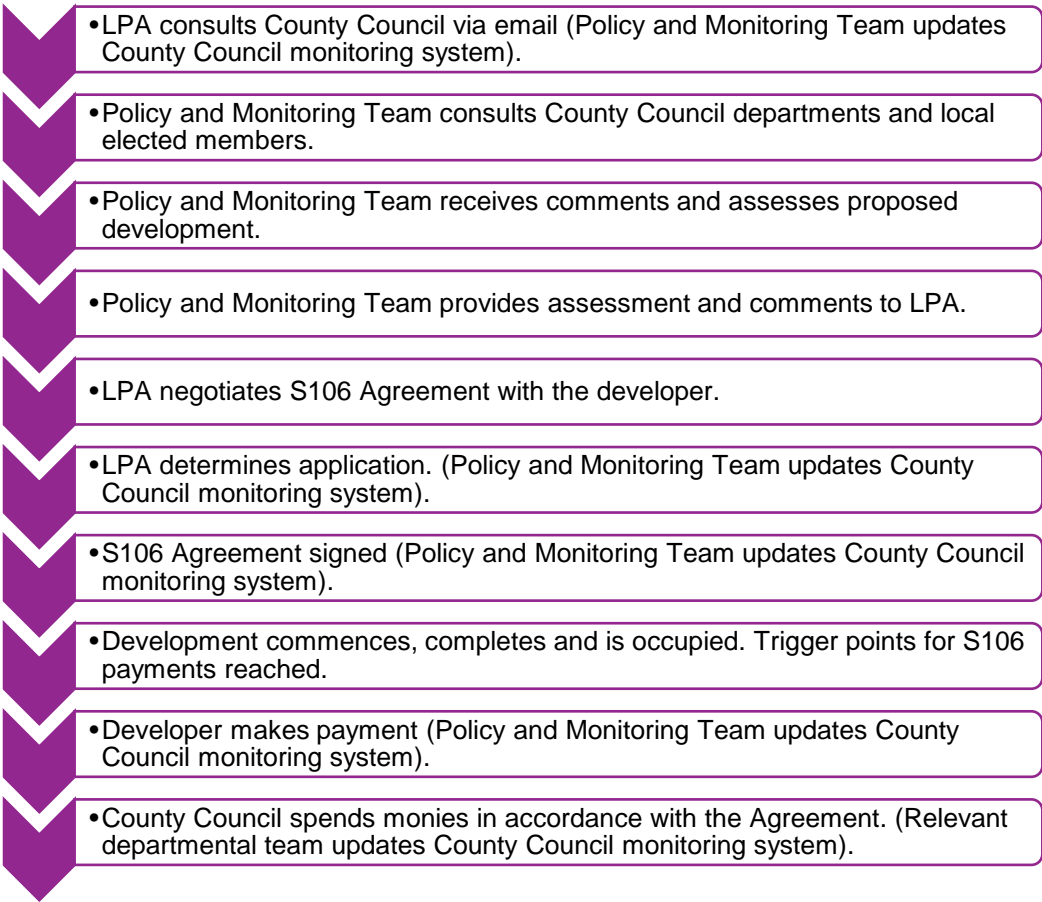 •LPA consults County Council via email (Policy and Monitoring Team updates
County Council monitoring system).
•Policy and Monitoring Team consults County Council departments and local
elected members.
•Policy and Monitoring Team receives comments and assesses proposed
development.
•Policy and Monitoring Team provides assessment and comments to LPA.
•LPA negotiates S106 Agreement with the developer.
•LPA determines application. (Policy and Monitoring Team updates County
Council monitoring system).
•S106 Agreement signed (Policy and Monitoring Team updates County Council
monitoring system).
•Development commences, completes and is occupied. Trigger points for S106
payments reached.
•Developer makes payment (Policy and Monitoring Team updates County
Council monitoring system).
•County Council spends monies in accordance with the Agreement. (Relevant
departmental team updates County Council monitoring system).